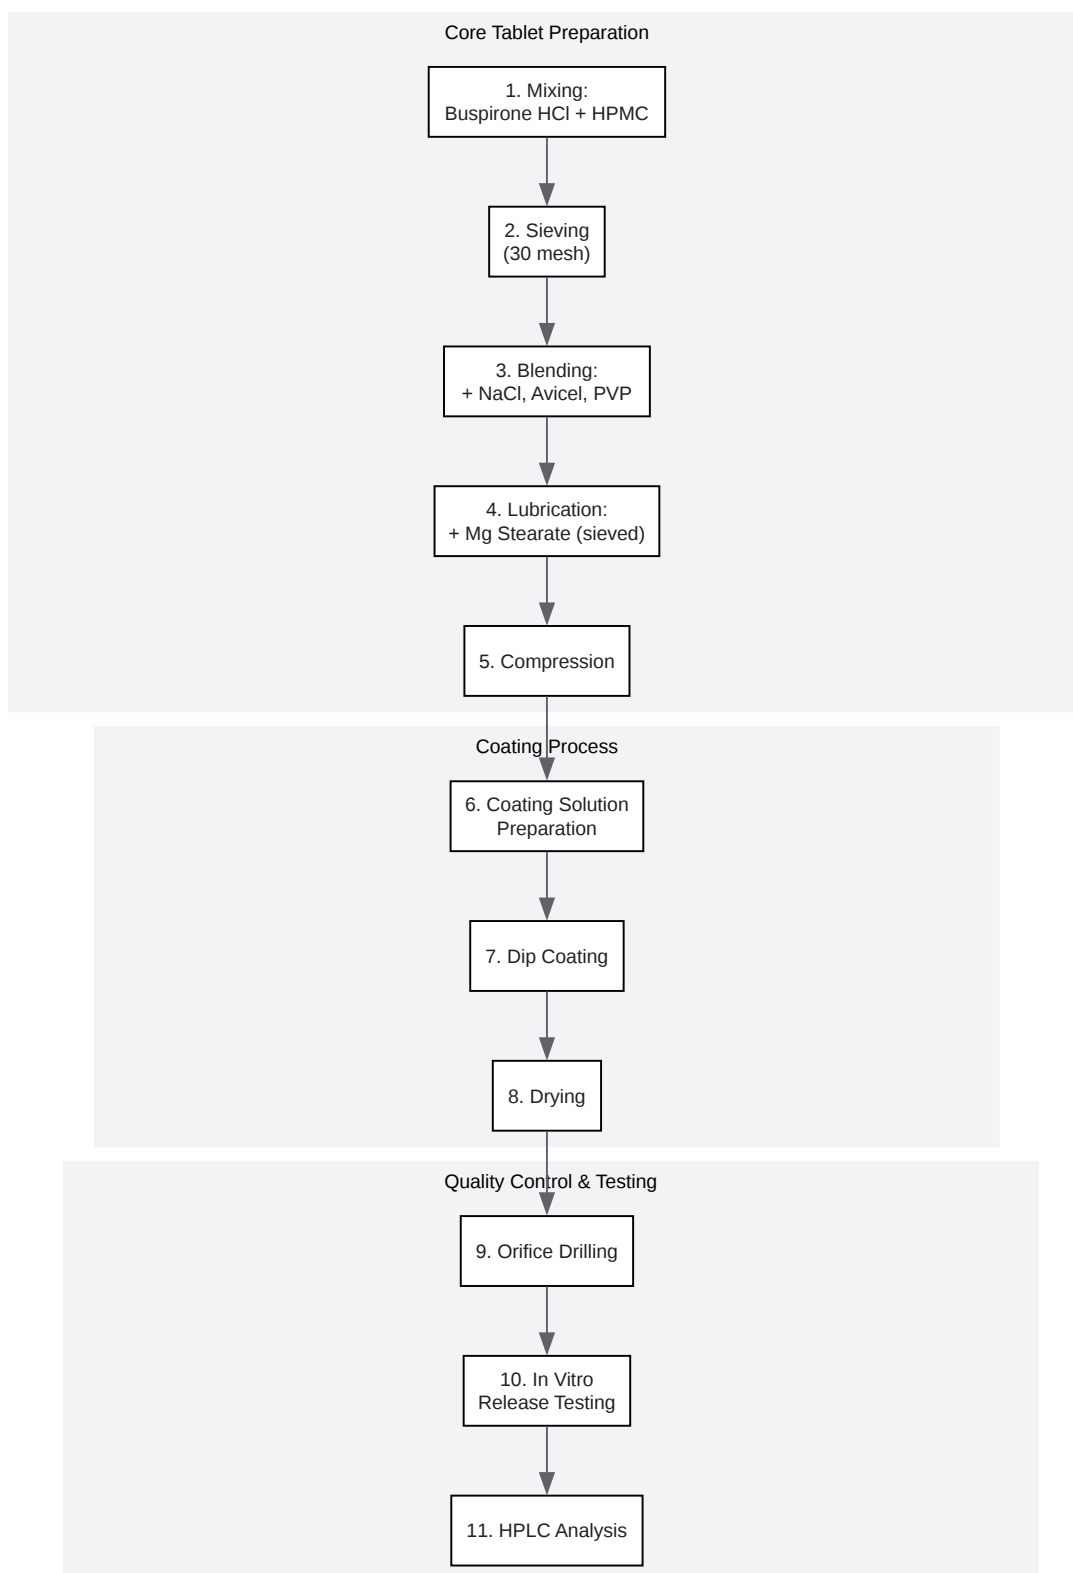 Core Tablet Preparation
1. Mixing:
Buspirone HCl + HPMC
2. Sieving
(30 mesh)
3. Blending:
+ NaCl, Avicel, PVP
4. Lubrication:
+ Mg Stearate (sieved)
5. Compression
Coating Process
6. Coating Solution
Preparation
7. Dip Coating
8. Drying
Quality Control & Testing
9. Orifice Drilling
10. In Vitro
Release Testing
11. HPLC Analysis